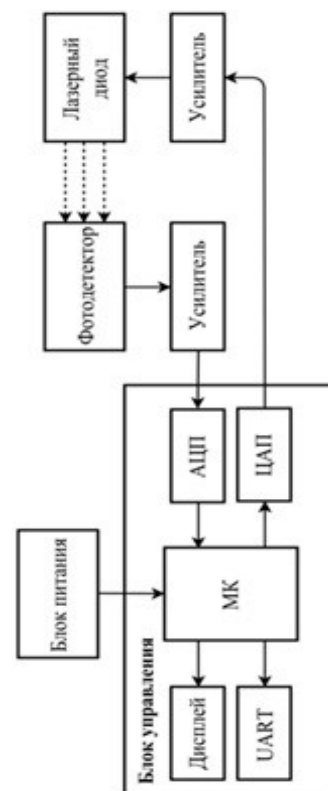 Блок питания
Фотодетектор
Лазерный
диод
Блок управления
Дисплей
UART
МК
АЦП
ЦАП
Усилитель
Усилитель